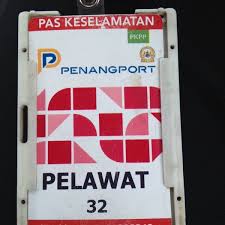 PAS KESELAMATAN
PKPP
PENANGPORT
PELAWAT
32